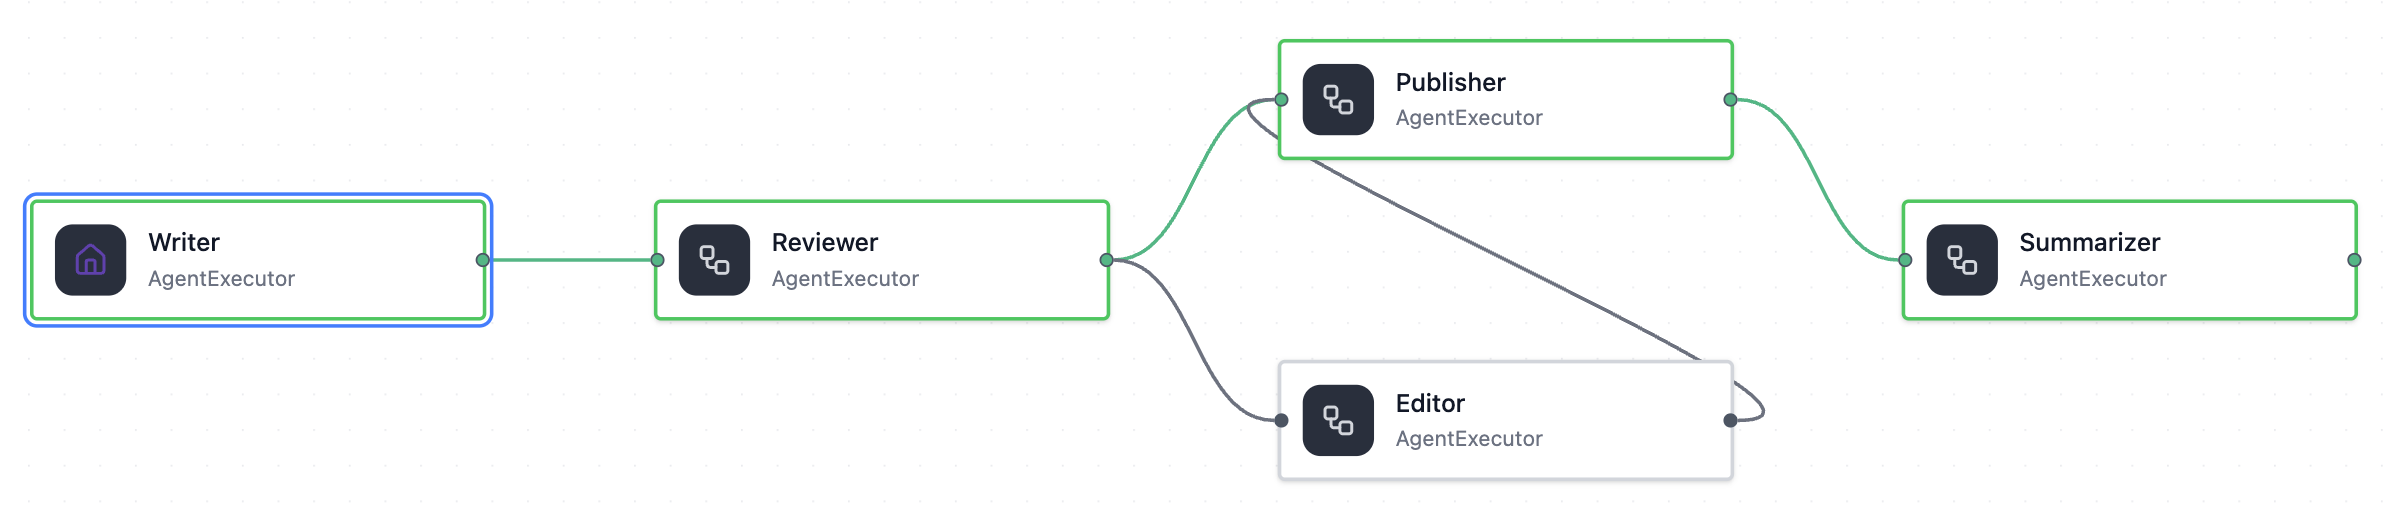 Writer
AgentExecutor
Reviewer
AgentExecutor
Publisher
AgentExecutor
Editor
AgentExecutor
Summarizer
AgentExecutor